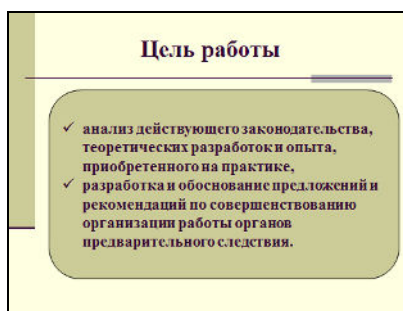 Цель работы
✓ анализ действующего законодательства,
теоретических разработок и опыта,
приобретенного на практике,
✓ разработка и обоснование предложений и
рекомендаций по совершенствованию
организации работы органов
предварительного следствия.